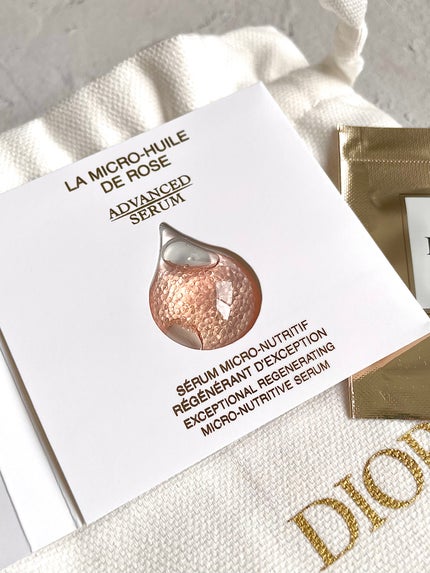 LA MICRO-HUILE
DE ROSE
ADVANCED
SERUM
SÉRUM MICRO-NUTRITIF
RÉGÉNÉRANT D'EXCEPTION
EXCEPTIONAL REGENERATING
MICRO-NUTRITIVE SERUM
DIOR